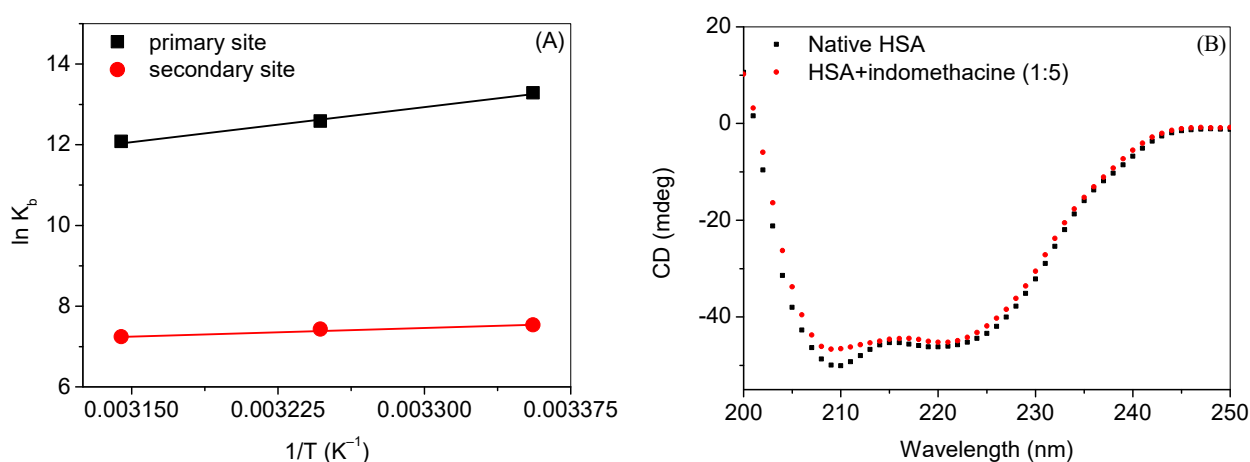 (A)
primary site
secondary site
14
12
10
8
6
ln K_b
0.003150 0.003225 0.003300 0.003375
1/T (K⁻¹)
(B)
Native HSA
HSA+indomethacine (1:5)
20
0
-20
-40
CD (mdeg)
200 210 220 230 240 250
Wavelength (nm)